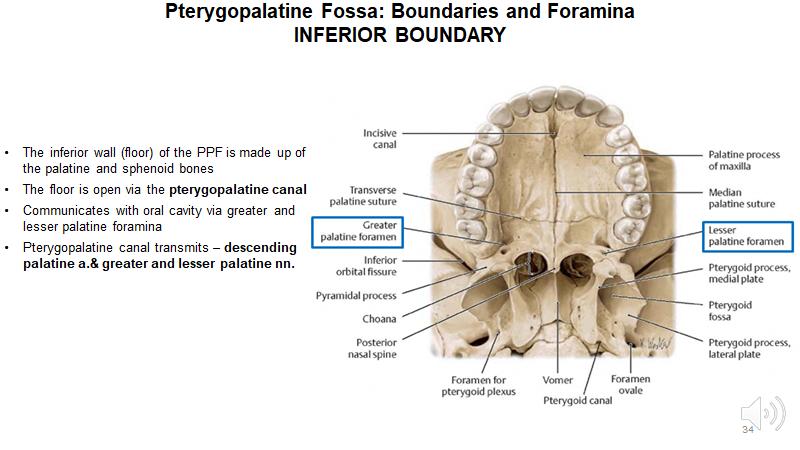 Pterygopalatine Fossa: Boundaries and Foramina
INFERIOR BOUNDARY
• The inferior wall (floor) of the PPF is made up of
the palatine and sphenoid bones
• The floor is open via the pterygopalatine canal
• Communicates with oral cavity via greater and
lesser palatine foramina
• Pterygopalatine canal transmits – descending
palatine a.& greater and lesser palatine nn.
Incisive
canal
Transverse
palatine suture
Greater
palatine foramen
Inferior
orbital fissure
Pyramidal process
Choana
Posterior
nasal spine
Palatine process
of maxilla
Median
palatine suture
Lesser
palatine foramen
Pterygoid process,
medial plate
Pterygoid
fossa
Pterygoid process,
lateral plate
Foramen for
pterygoid plexus
Vomer
Pterygoid canal
Foramen
ovale
34